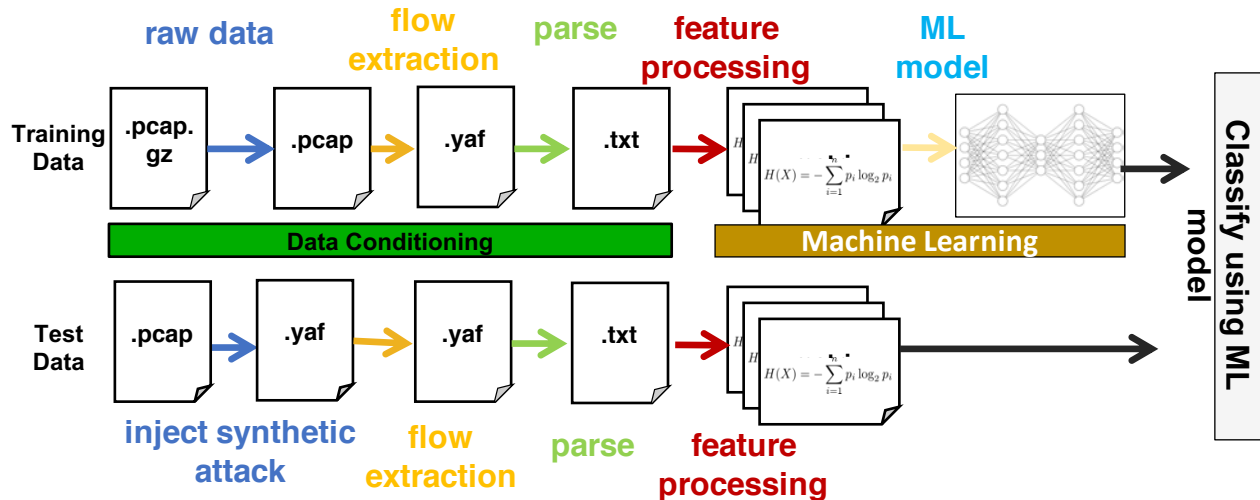 raw data
flow
extraction
parse
feature
processing
ML
model
Training
Data
.pcap.
gz
.pcap
.yaf
.txt
H
H
H(X) = − ∑ⁿᵢ₌₁ pᵢ log₂ pᵢ
Data Conditioning
Machine Learning
Test
Data
.pcap
.yaf
.yaf
.txt
H
H
H(X) = − ∑ⁿᵢ₌₁ pᵢ log₂ pᵢ
inject synthetic
attack
flow
extraction
parse
feature
processing
Classify using ML
model